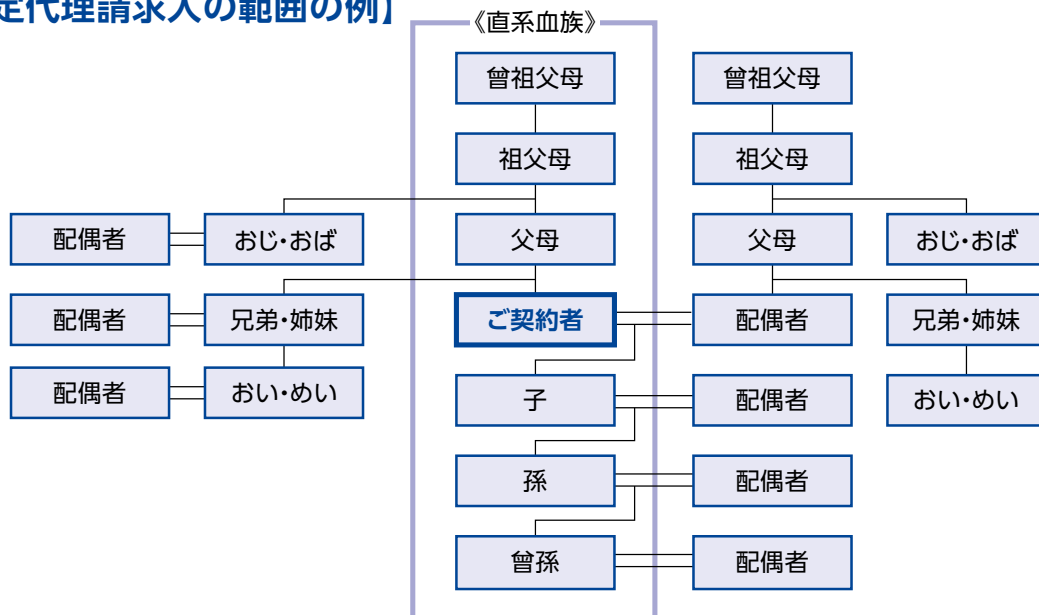 定代理請求人の範囲の例】
《直系血族》
曾祖父母 曾祖父母
祖父母 祖父母
配偶者 おじ・おば 父母 父母 おじ・おば
配偶者 兄弟・姉妹 ご契約者 配偶者 兄弟・姉妹
配偶者 おい・めい 子 配偶者 おい・めい
孫 配偶者
曾孫 配偶者